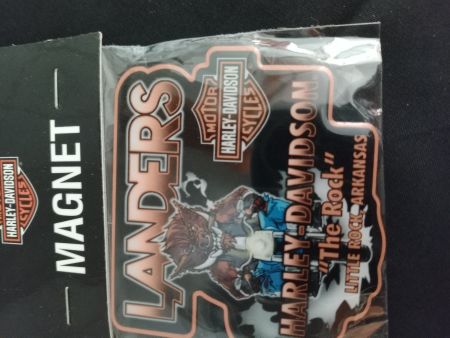 HARLEY-DAVIDSON
CYCLES
MAGNET
LANDERS
MOTOR
HARLEY-DAVIDSON
CYCLES
HARLEY-DAVIDSON
"The Rock"
LITTLE ROCK, ARKANSAS